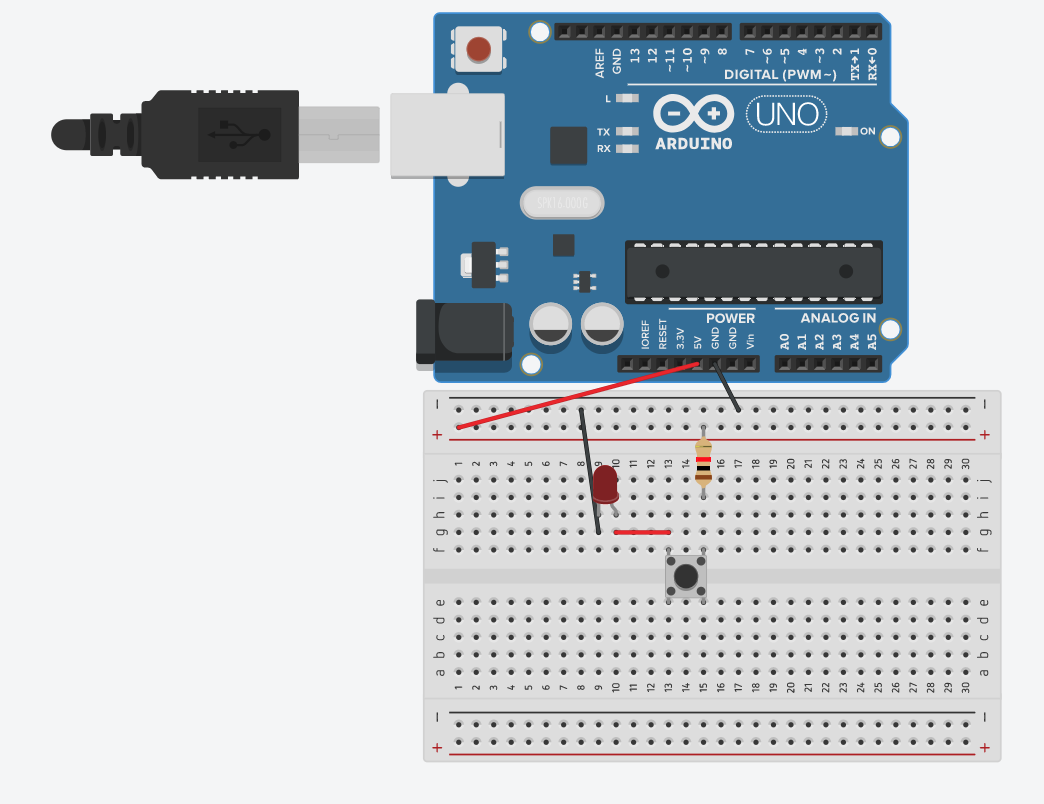 AREF GND 13 12 ~11 ~10 ~9 8 7 ~6 ~5 4 ~3 2 TX→1 RX←0
DIGITAL (PWM~)
L
TX
RX
UNO
ON
ARDUINO
SPK16.000G
POWER
ANALOG IN
IOREF RESET 3.3V 5V GND GND Vin A0 A1 A2 A3 A4 A5
− −
+ +
1 2 3 4 5 6 7 8 9 10 11 12 13 14 15 16 17 18 19 20 21 22 23 24 25 26 27 28 29 30
j j
i i
h h
g g
f f
e e
d d
c c
b b
a a
1 2 3 4 5 6 7 8 9 10 11 12 13 14 15 16 17 18 19 20 21 22 23 24 25 26 27 28 29 30
− −
+ +